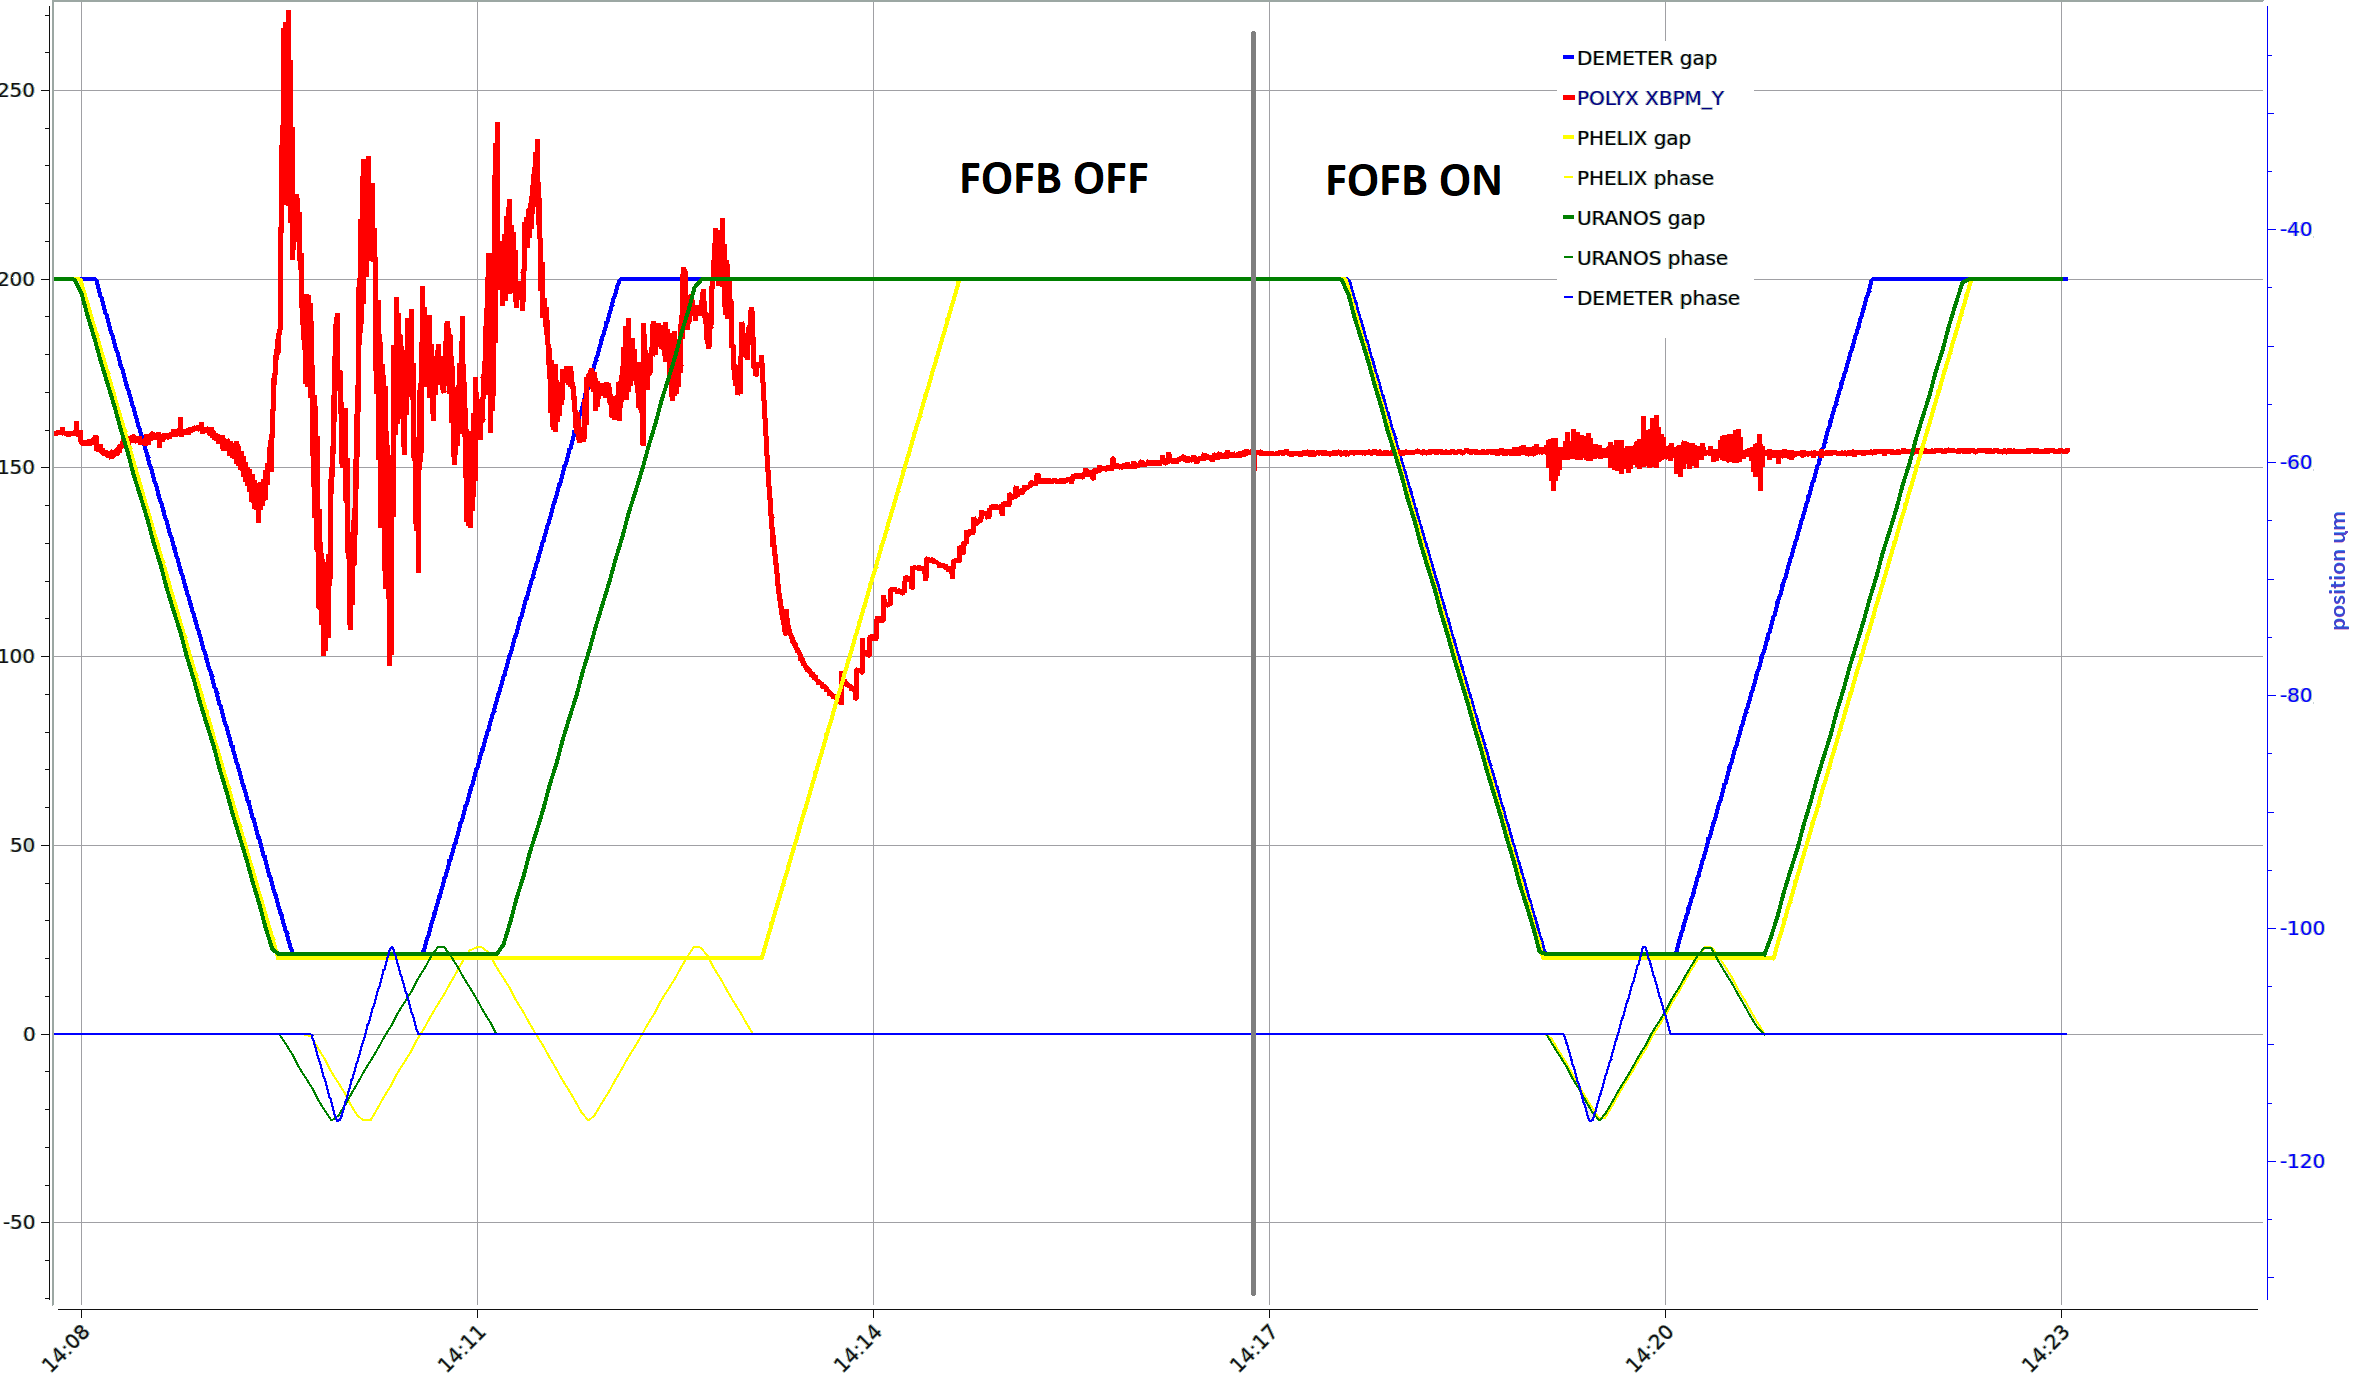 250
200
150
100
50
0
-50
FOFB OFF
FOFB ON
DEMETER gap
POLYX XBPM_Y
PHELIX gap
PHELIX phase
URANOS gap
URANOS phase
DEMETER phase
-40
-60
-80
-100
-120
position um
14:08
14:11
14:14
14:17
14:20
14:23